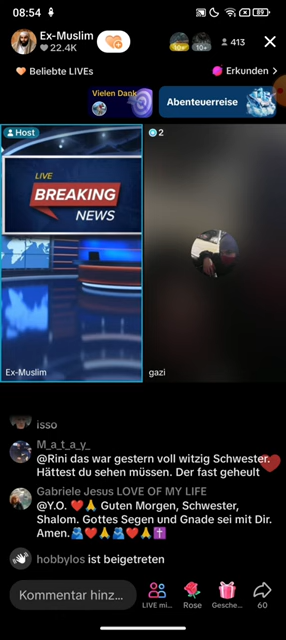 08:54
89
Ex-Muslim
22.4K
10+
10+
413
Beliebte LIVEs
Erkunden >
Vielen Dank
Abenteuerreise
Host
2
LIVE
BREAKING
NEWS
Ex-Muslim
gazi
isso
M_a_t_a_y_
@Rini das war gestern voll witzig Schwester.
Hättest du sehen müssen. Der fast geheult
Gabriele Jesus LOVE OF MY LIFE
@Y.O. ❤️🙏 Guten Morgen, Schwester,
Shalom. Gottes Segen und Gnade sei mit Dir.
Amen.🫂❤️🙏🫂❤️🙏✝️
hobbylos ist beigetreten
Kommentar hinz...
LIVE mi...
Rose
Gesche...
60